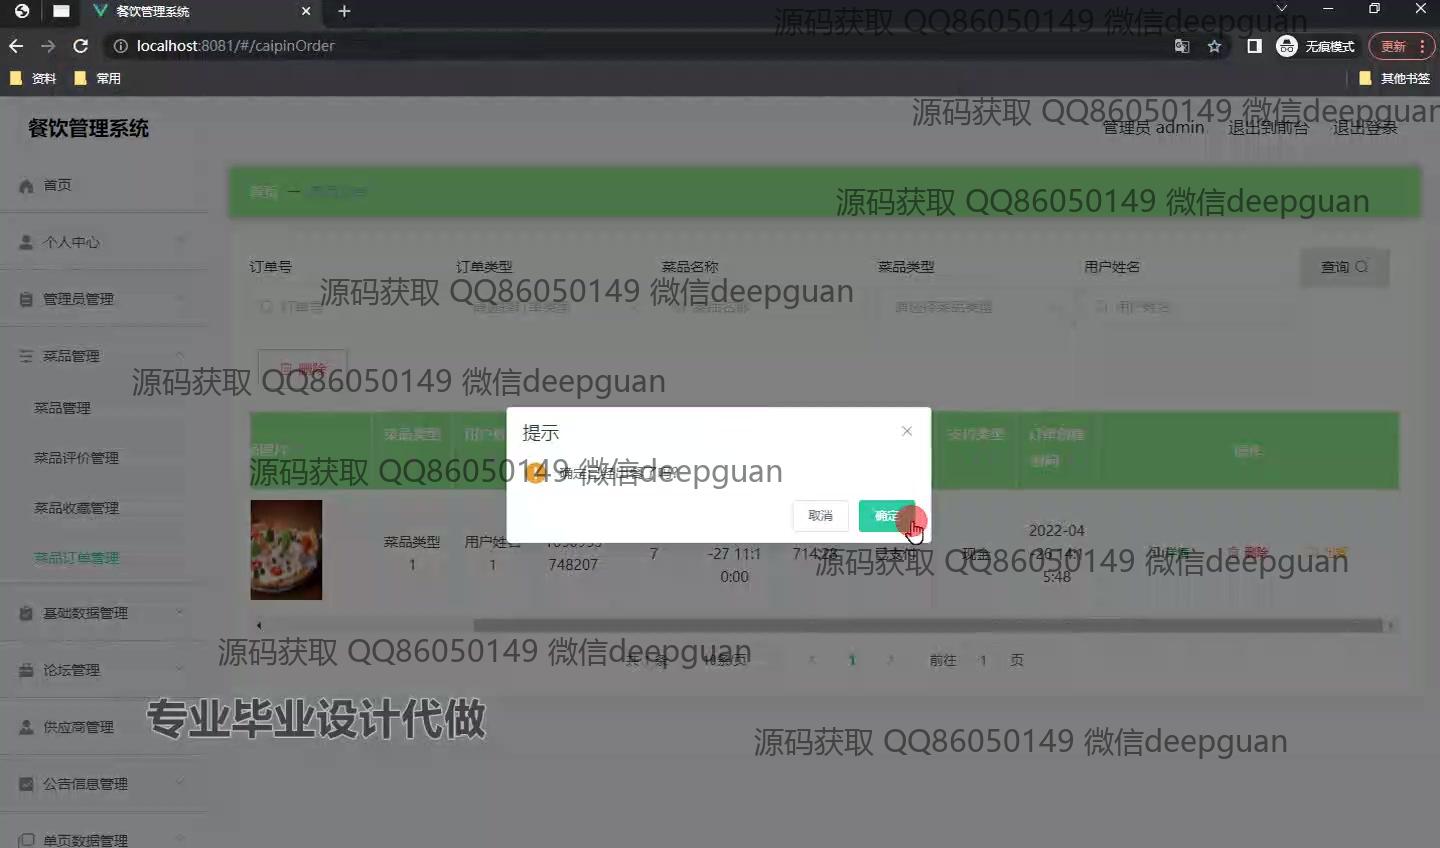 餐饮管理系统
localhost:8081/#/caipinOrder
无痕模式
更新
资料
常用
其他书签
源码获取 QQ86050149 微信deepguan
餐饮管理系统
源码获取 QQ86050149 微信deepguan
管理员 admin
退出到前台
退出登录
首页
首页
源码获取 QQ86050149 微信deepguan
个人中心
管理员管理
菜品管理
菜品管理
菜品评价管理
菜品收藏管理
菜品订单管理
基础数据管理
论坛管理
供应商管理
公告信息管理
单页数据管理
订单号
订单类型
菜品名称
菜品类型
用户姓名
查询
源码获取 QQ86050149 微信deepguan
订单号
菜品名称
请选择菜品类型
用户姓名
删除
源码获取 QQ86050149 微信deepguan
菜品类型
支付类型
订单创建
时间
操作
源码获取 QQ86050149 微信deepguan
提示
取消
确定
菜品类型
1
用户姓名
1
748207
7
-27 11:1
0:00
714.28
已支付
现金
2022-04
-26 14:1
5:48
详情
删除
源码获取 QQ86050149 微信deepguan
源码获取 QQ86050149 微信deepguan
共 1 条
10条/页
1
前往
1
页
专业毕业设计代做
源码获取 QQ86050149 微信deepguan